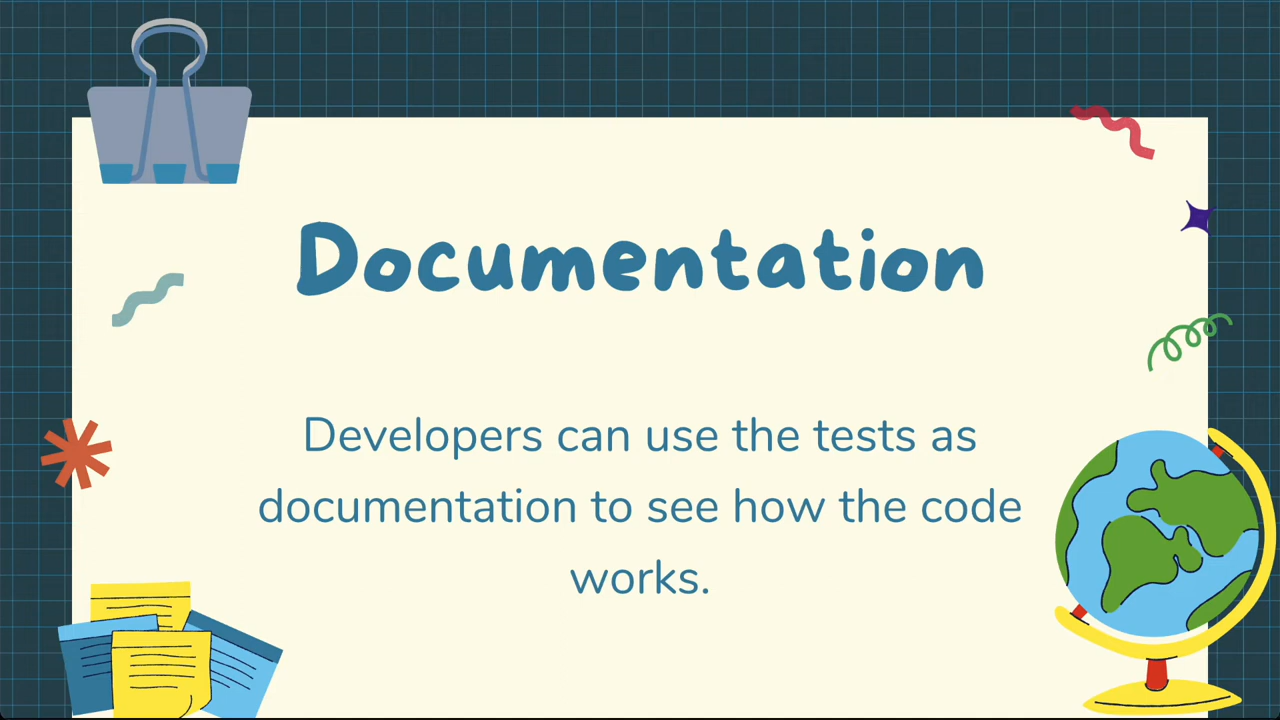 Documentation
Developers can use the tests as
documentation to see how the code
works.